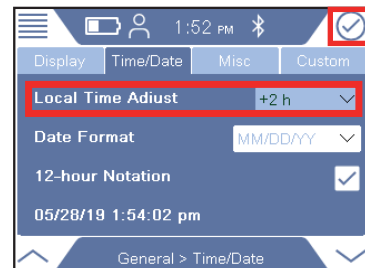 1:52 PM
Display Time/Date Misc Custom
Local Time Adiust +2 h
Date Format MM/DD/YY
12-hour Notation
05/28/19 1:54:02 pm
General > Time/Date